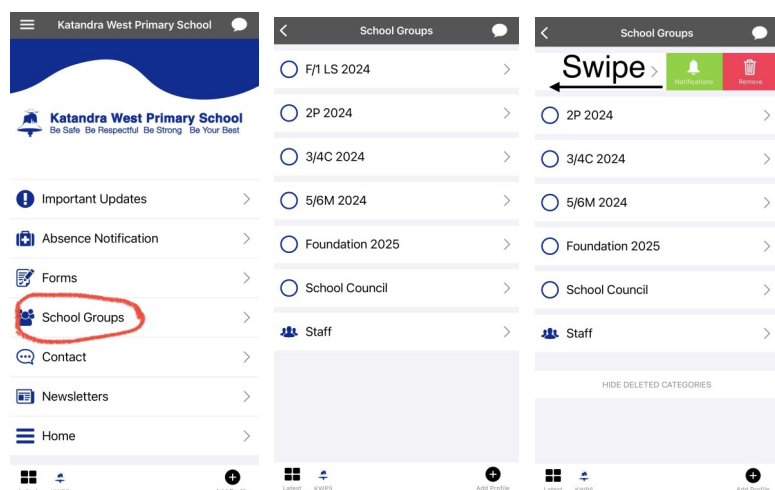 Katandra West Primary School
Katandra West Primary School
Be Safe Be Respectful Be Strong Be Your Best
Important Updates
Absence Notification
Forms
School Groups
Contact
Newsletters
Home
School Groups
F/1 LS 2024
2P 2024
3/4C 2024
5/6M 2024
Foundation 2025
School Council
Staff
Latest
KWPS
Add Profile
School Groups
Swipe
Notifications
Remove
2P 2024
3/4C 2024
5/6M 2024
Foundation 2025
School Council
Staff
HIDE DELETED CATEGORIES
Latest
KWPS
Add Profile